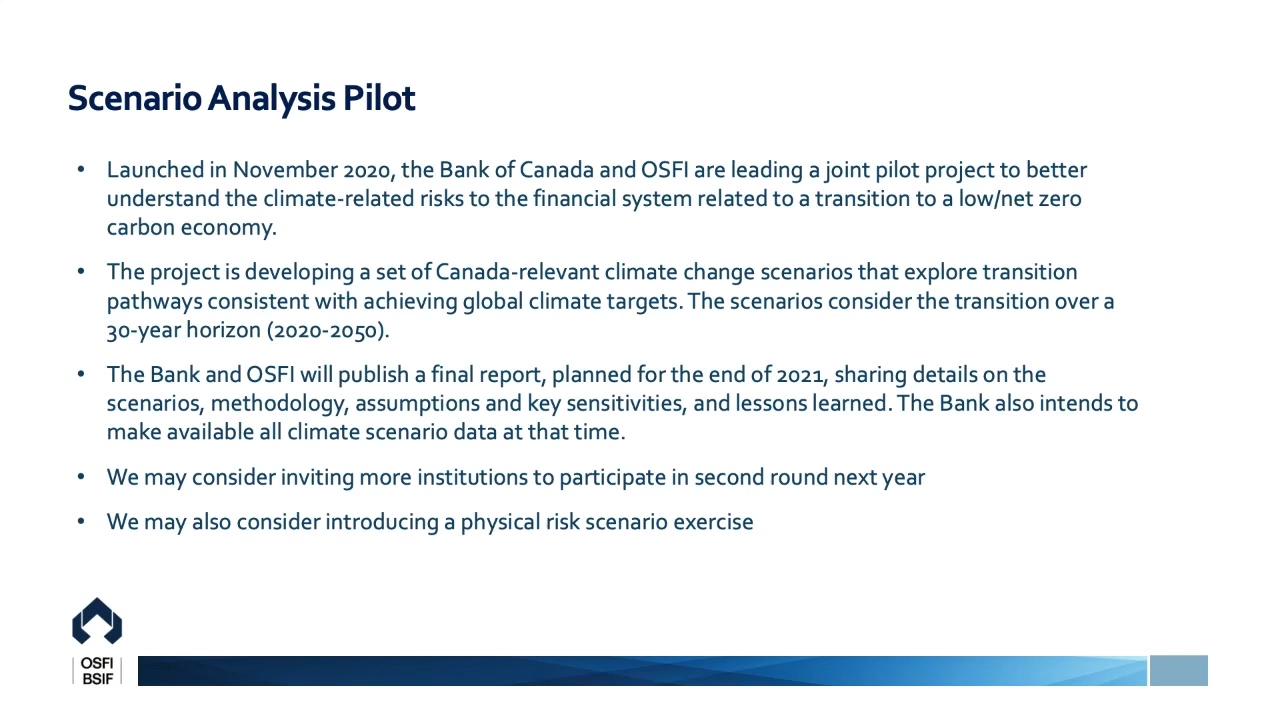 Scenario Analysis Pilot
• Launched in November 2020, the Bank of Canada and OSFI are leading a joint pilot project to better
understand the climate-related risks to the financial system related to a transition to a low/net zero
carbon economy.
• The project is developing a set of Canada-relevant climate change scenarios that explore transition
pathways consistent with achieving global climate targets. The scenarios consider the transition over a
30-year horizon (2020-2050).
• The Bank and OSFI will publish a final report, planned for the end of 2021, sharing details on the
scenarios, methodology, assumptions and key sensitivities, and lessons learned. The Bank also intends to
make available all climate scenario data at that time.
• We may consider inviting more institutions to participate in second round next year
• We may also consider introducing a physical risk scenario exercise
OSFI
BSIF